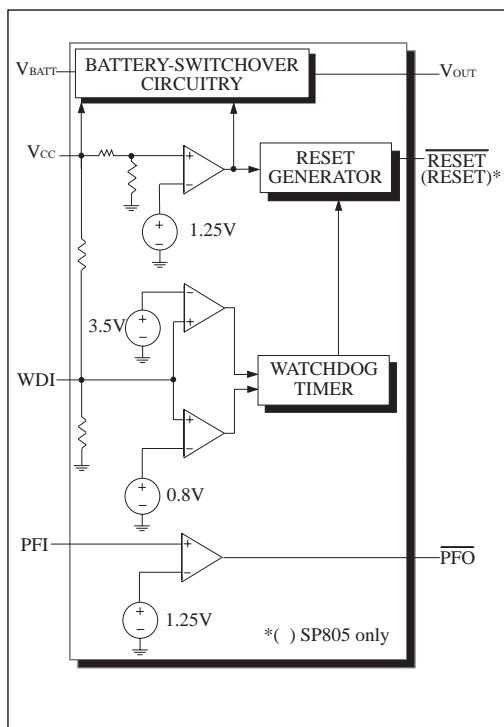 VBATT
BATTERY-SWITCHOVER
CIRCUITRY
VOUT
VCC
+
−
RESET
GENERATOR
RESET
(RESET)*
+
−
1.25V
−
+
+
−
3.5V
WDI
WATCHDOG
TIMER
+
−
+
−
0.8V
PFI
+
−
PFO
+
−
1.25V
*( ) SP805 only